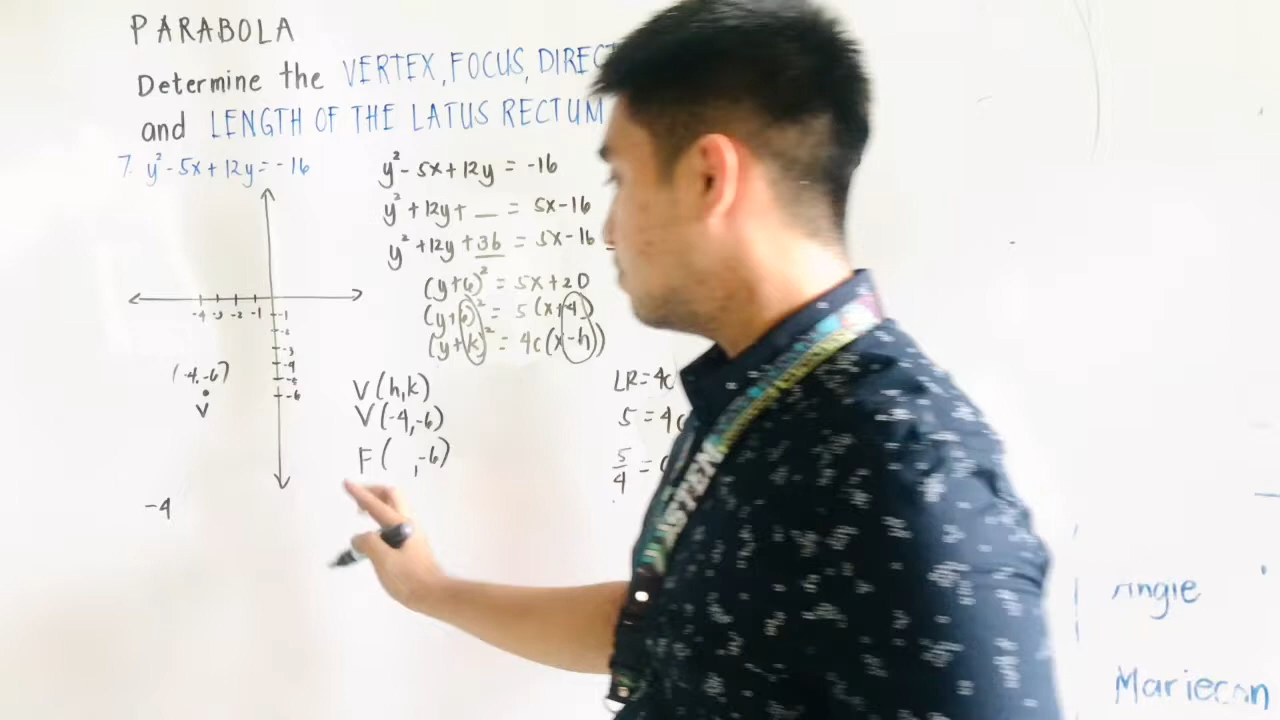 PARABOLA
Determine the VERTEX, FOCUS, DIRECT
and LENGTH OF THE LATUS RECTUM
7. y² - 5x + 12y = -16
y² - 5x + 12y = -16
y² + 12y + __ = 5x - 16
y² + 12y + 36 = 5x - 16
(y+6)² = 5x + 20
(y+6)² = 5(x+4)
(y+k)² = 4c(x-h))
-4 -3 -2 -1
-1
-2
-3
-4
-5
-6
(-4,-6)
V
V(h,k)
V(-4,-6)
F( ,-6)
LR = 4c
5 = 4c
5/4 = c
-4
ASTEM
ringie
Mariecon